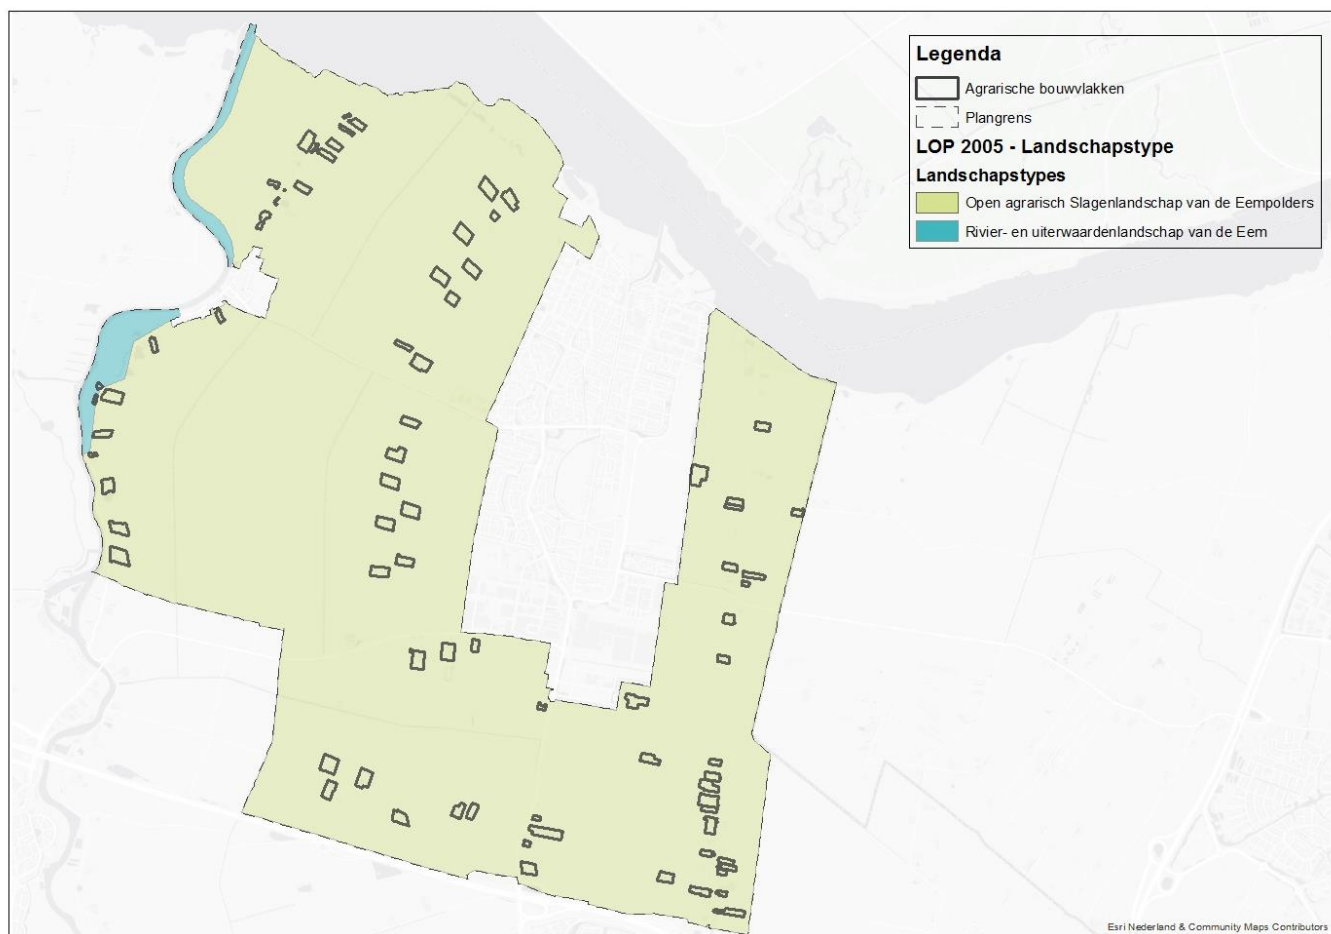 Legenda
Agrarische bouwvlakken
Plangrens
LOP 2005 - Landschapstype
Landschapstypes
Open agrarisch Slagenlandschap van de Eempolders
Rivier- en uiterwaardenlandschap van de Eem
Esri Nederland & Community Maps Contributors